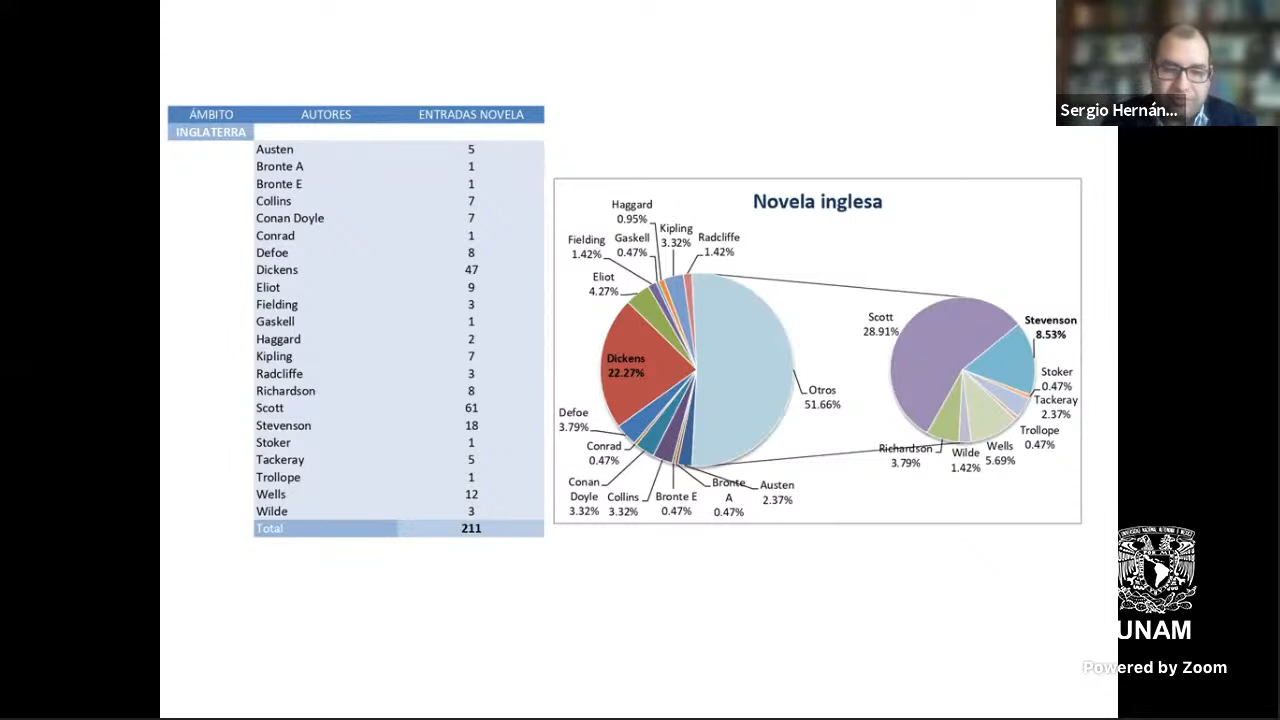 Sergio Hernán...
ÁMBITO AUTORES ENTRADAS NOVELA
INGLATERRA
Austen 5
Bronte A 1
Bronte E 1
Collins 7
Conan Doyle 7
Conrad 1
Defoe 8
Dickens 47
Eliot 9
Fielding 3
Gaskell 1
Haggard 2
Kipling 7
Radcliffe 3
Richardson 8
Scott 61
Stevenson 18
Stoker 1
Tackeray 5
Trollope 1
Wells 12
Wilde 3
Total 211
Novela inglesa
Haggard
0.95%
Kipling
3.32%
Radcliffe
1.42%
Fielding
1.42%
Gaskell
0.47%
Eliot
4.27%
Dickens
22.27%
Defoe
3.79%
Conrad
0.47%
Conan
Doyle
3.32%
Collins
3.32%
Bronte E
0.47%
Bronte
A
0.47%
Austen
2.37%
Otros
51.66%
Scott
28.91%
Stevenson
8.53%
Stoker
0.47%
Tackeray
2.37%
Trollope
0.47%
Wells
5.69%
Wilde
1.42%
Richardson
3.79%
UNAM
Powered by Zoom